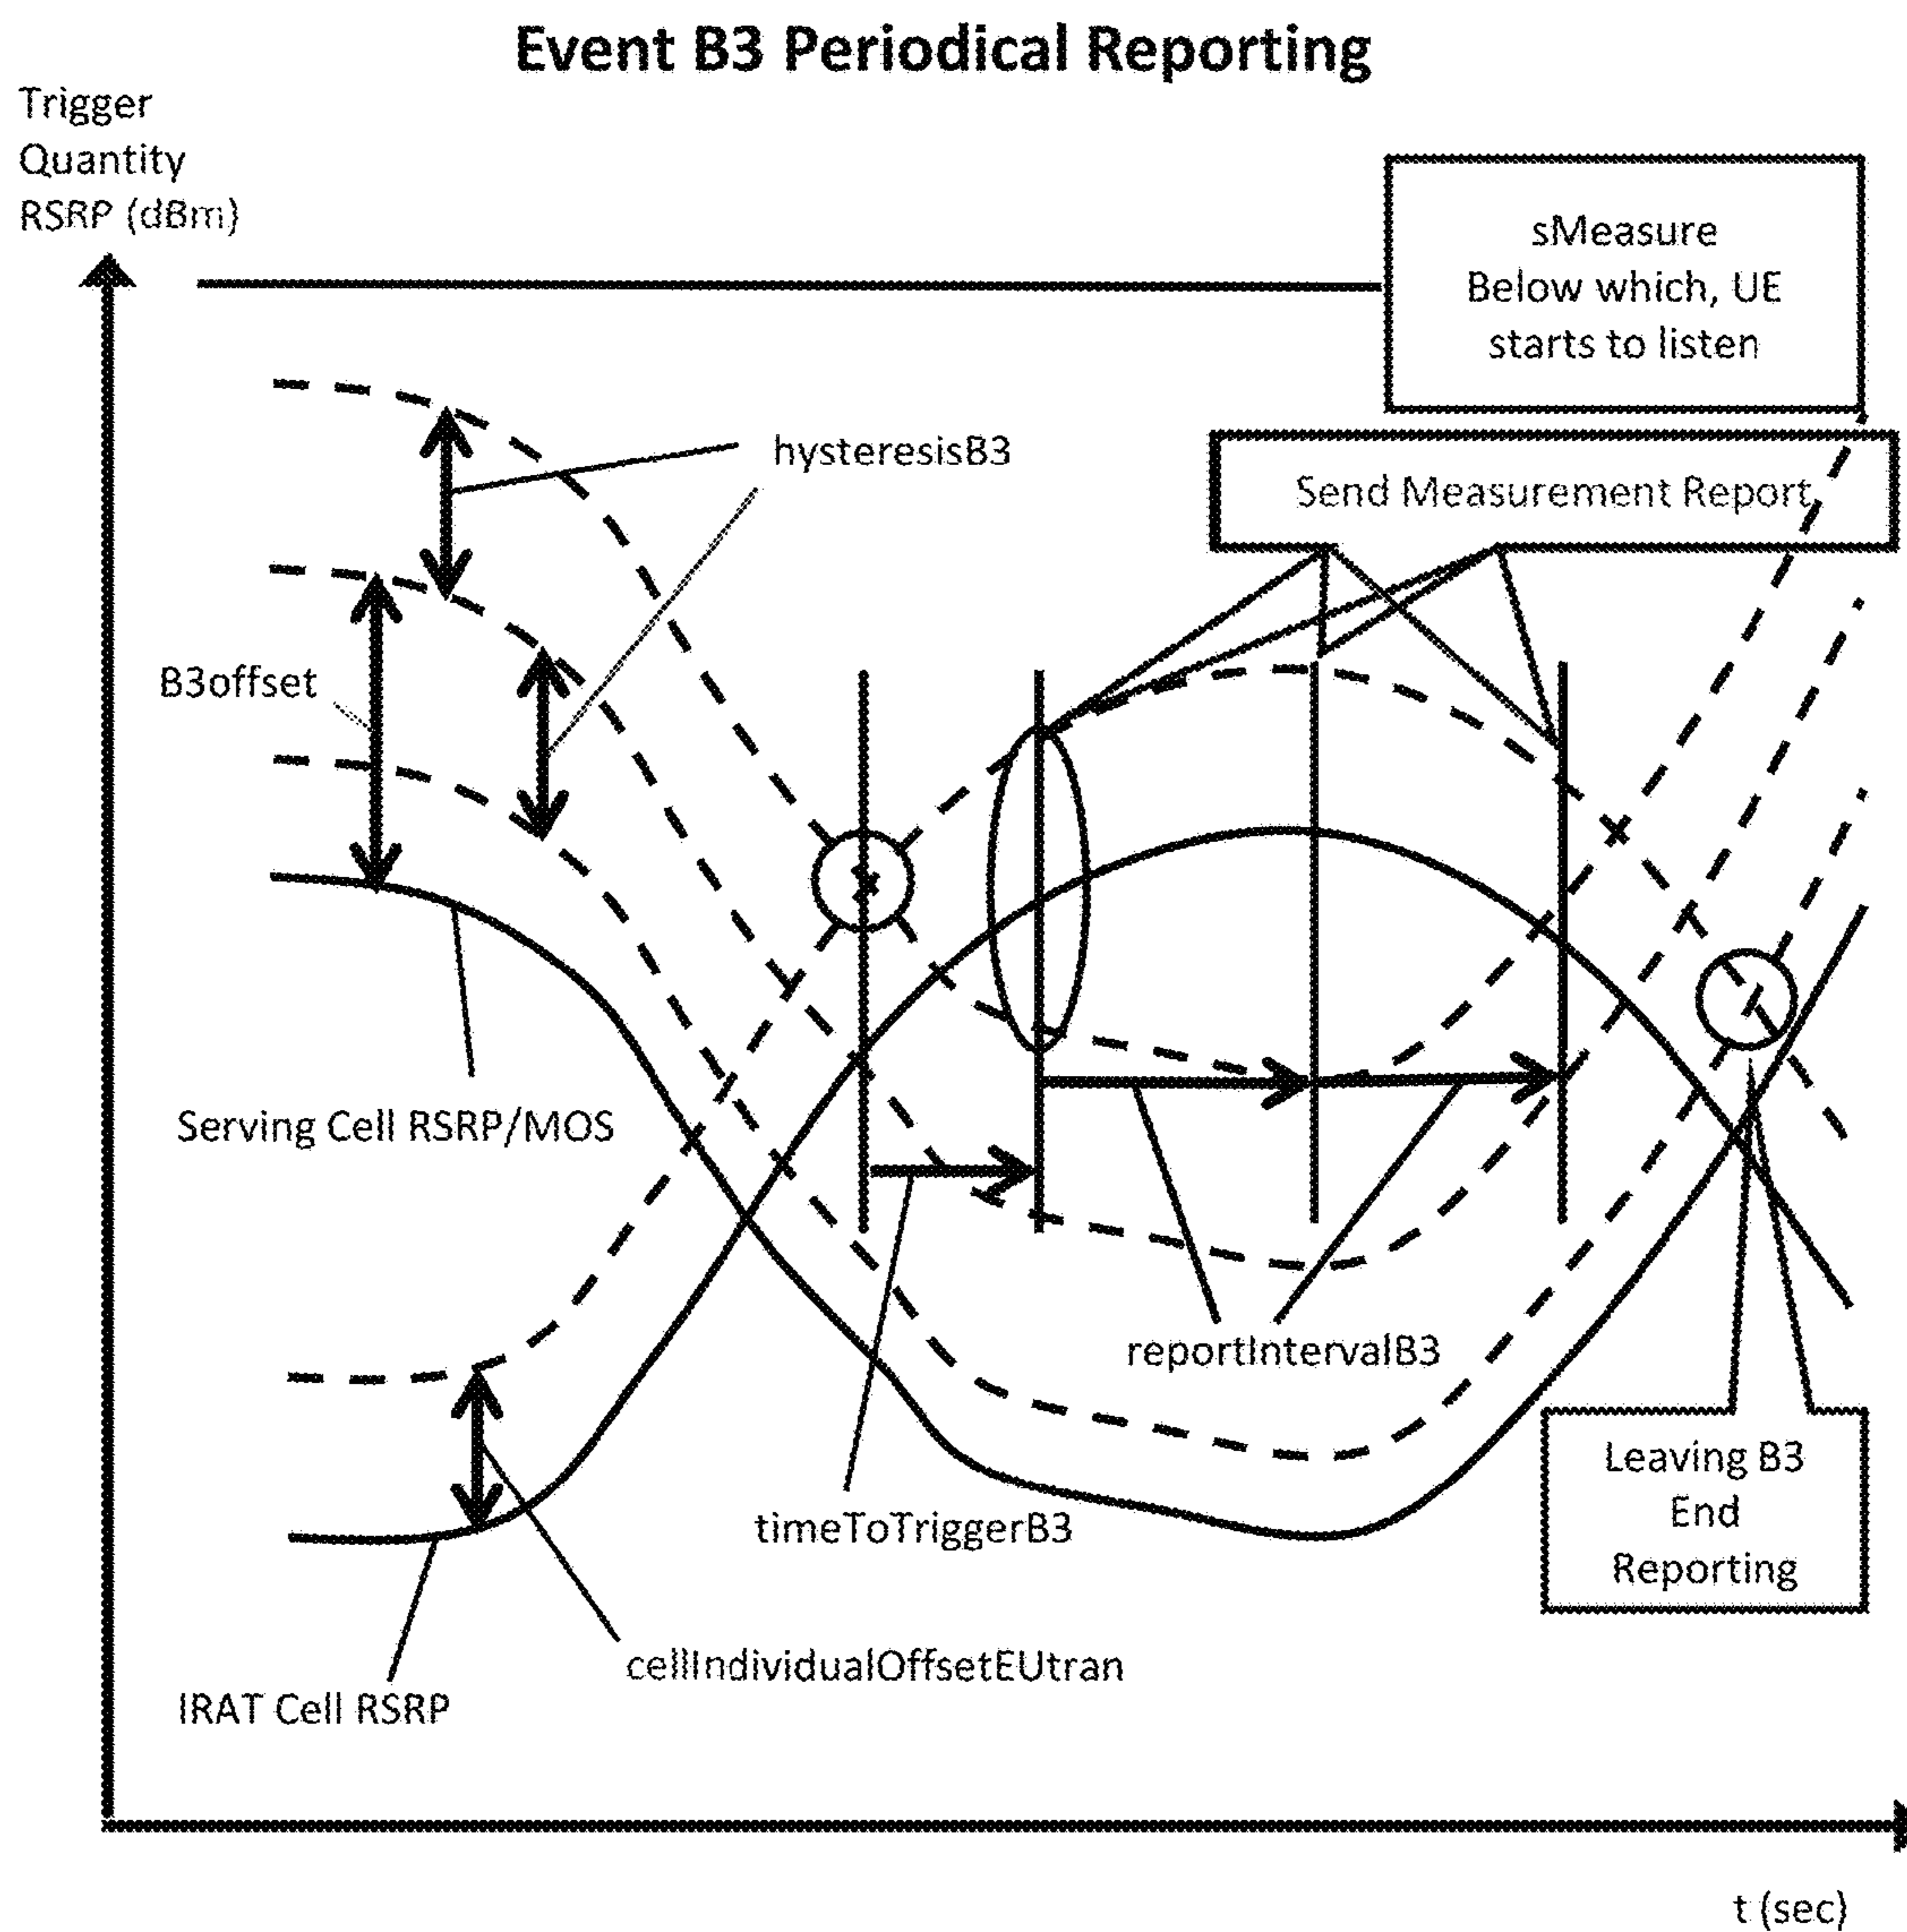 Event B3 Periodical Reporting
Trigger
Quantity
RSRP (dBm)
sMeasure
Below which, UE
starts to listen
hysteresisB3
Send Measurement Report
B3offset
Serving Cell RSRP/MOS
reportIntervalB3
Leaving B3
End
Reporting
timeToTriggerB3
cellIndividualOffsetEUtran
IRAT Cell RSRP
t (sec)